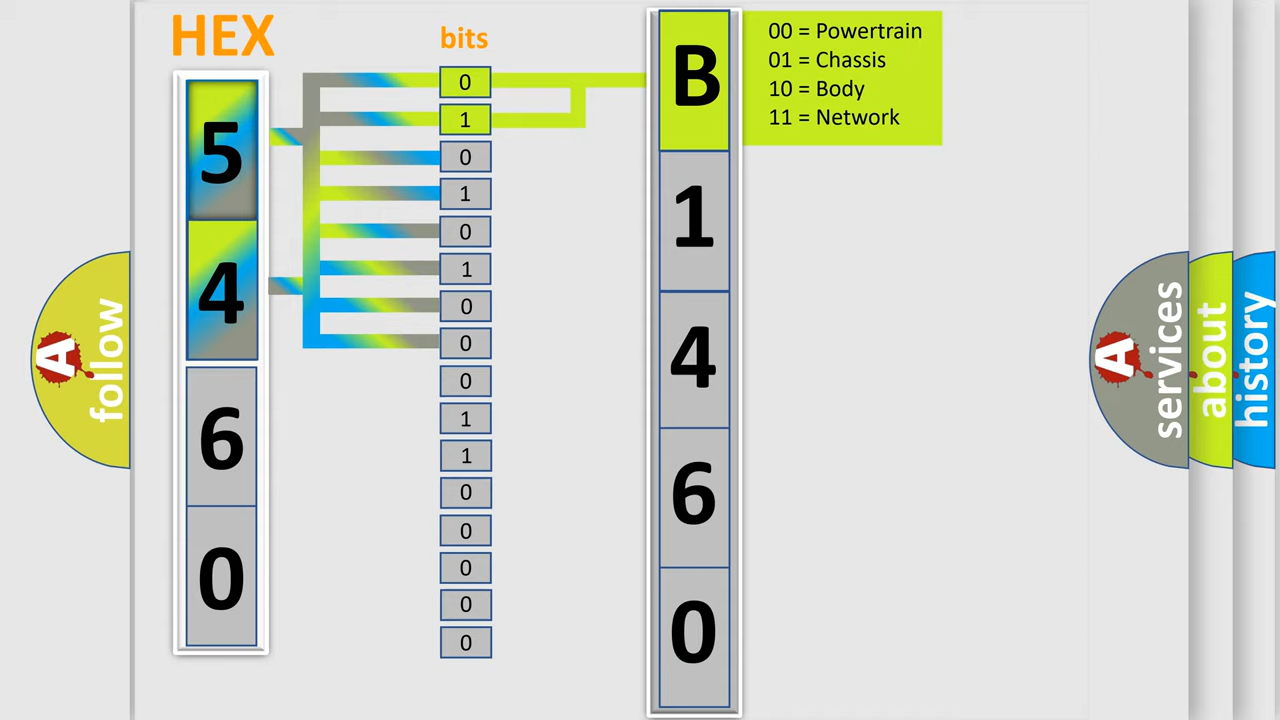 HEX
bits
5
4
6
0
0
1
0
1
0
1
0
0
0
1
1
0
0
0
0
0
B
1
4
6
0
00 = Powertrain
01 = Chassis
10 = Body
11 = Network
A
follow
A
services
about
history